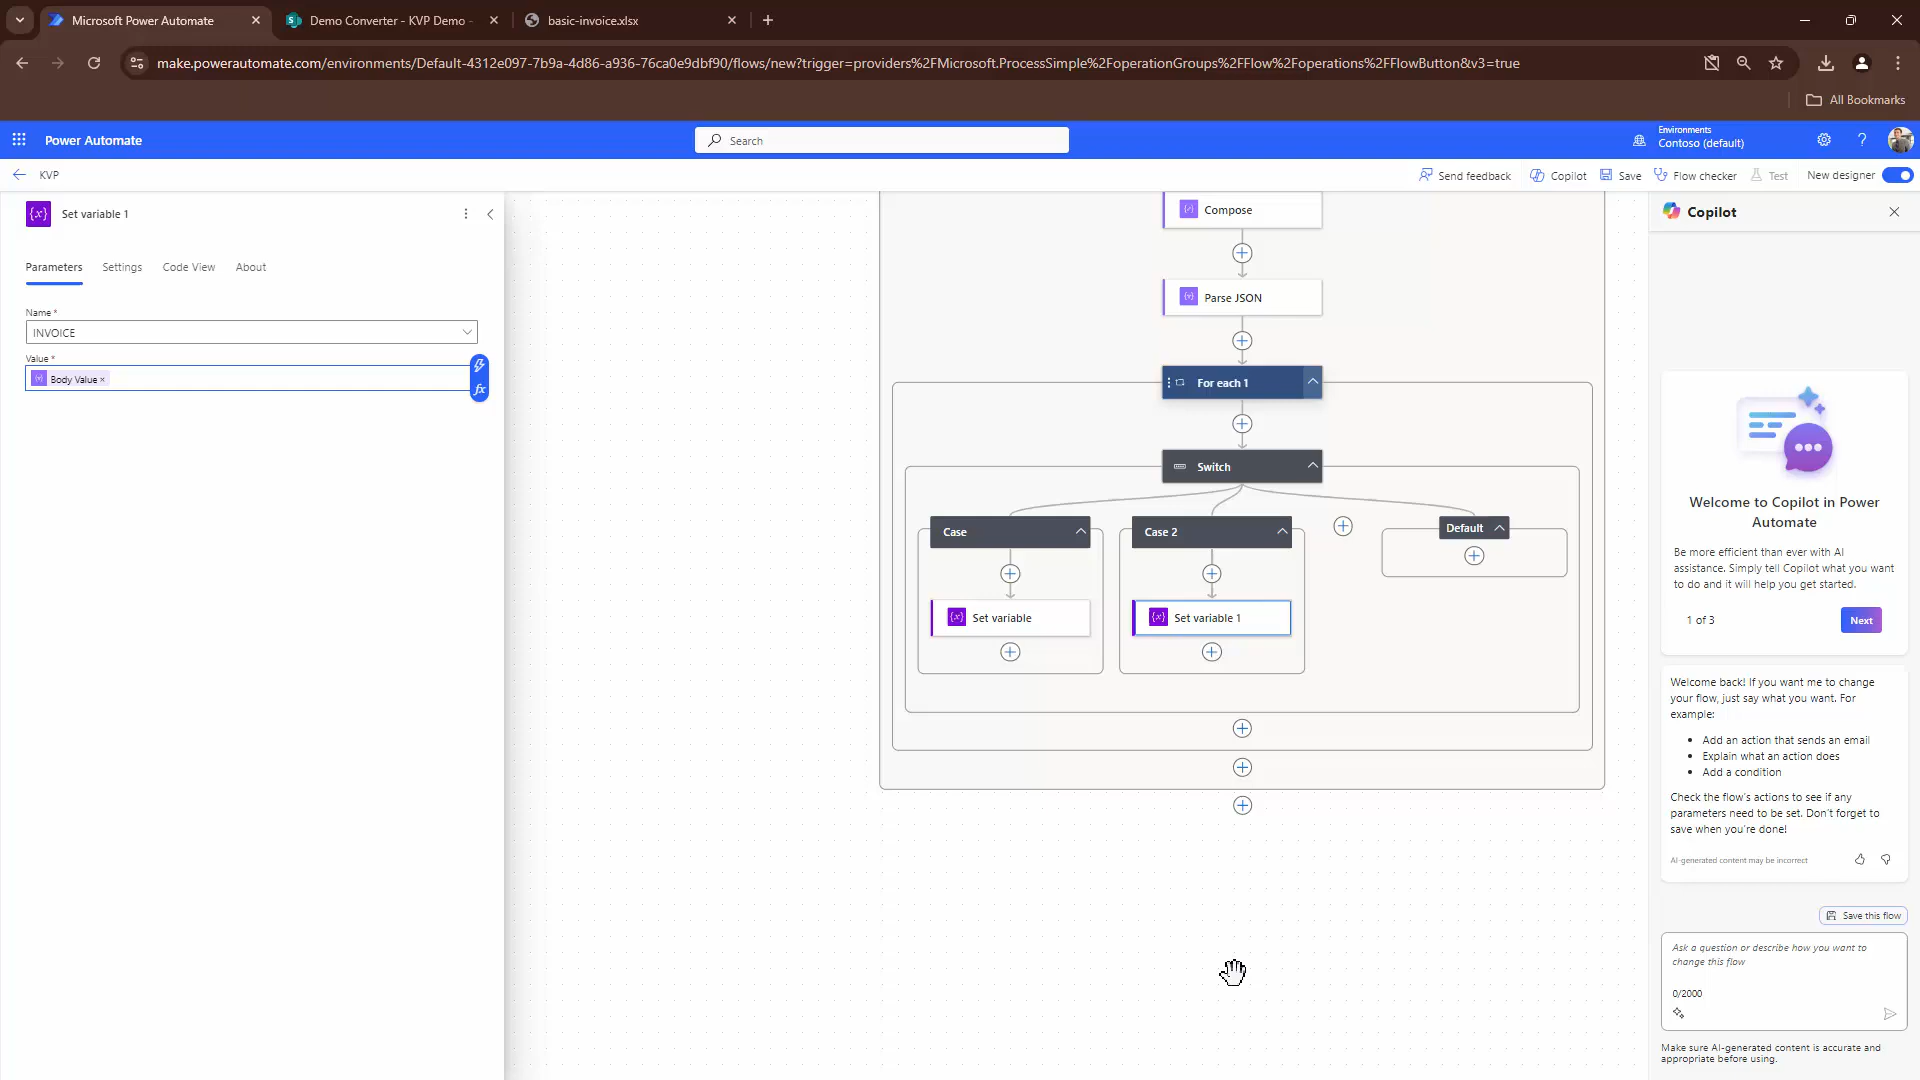 Microsoft Power Automate
Demo Converter - KVP Demo -
basic-invoice.xlsx
make.powerautomate.com/environments/Default-4312e097-7b9a-4d86-a936-76ca0e9dbf90/flows/new?trigger=providers%2FMicrosoft.ProcessSimple%2FoperationGroups%2FFlow%2Foperations%2FFlowButton&v3=true
All Bookmarks
Power Automate
Search
Environments
Contoso (default)
KVP
Send feedback
Copilot
Save
Flow checker
Test
New designer
Set variable 1
Parameters
Settings
Code View
About
Name *
INVOICE
Value *
Body Value ×
fx
Compose
Parse JSON
For each 1
Switch
Case
Case 2
Default
Set variable
Set variable 1
Copilot
Welcome to Copilot in Power
Automate
Be more efficient than ever with AI
assistance. Simply tell Copilot what you want
to do and it will help you get started.
1 of 3
Next
Welcome back! If you want me to change
your flow, just say what you want. For
example:
• Add an action that sends an email
• Explain what an action does
• Add a condition
Check the flow's actions to see if any
parameters need to be set. Don't forget to
save when you're done!
AI-generated content may be incorrect
Save this flow
Ask a question or describe how you want to
change this flow
0/2000
Make sure AI-generated content is accurate and
appropriate before using.